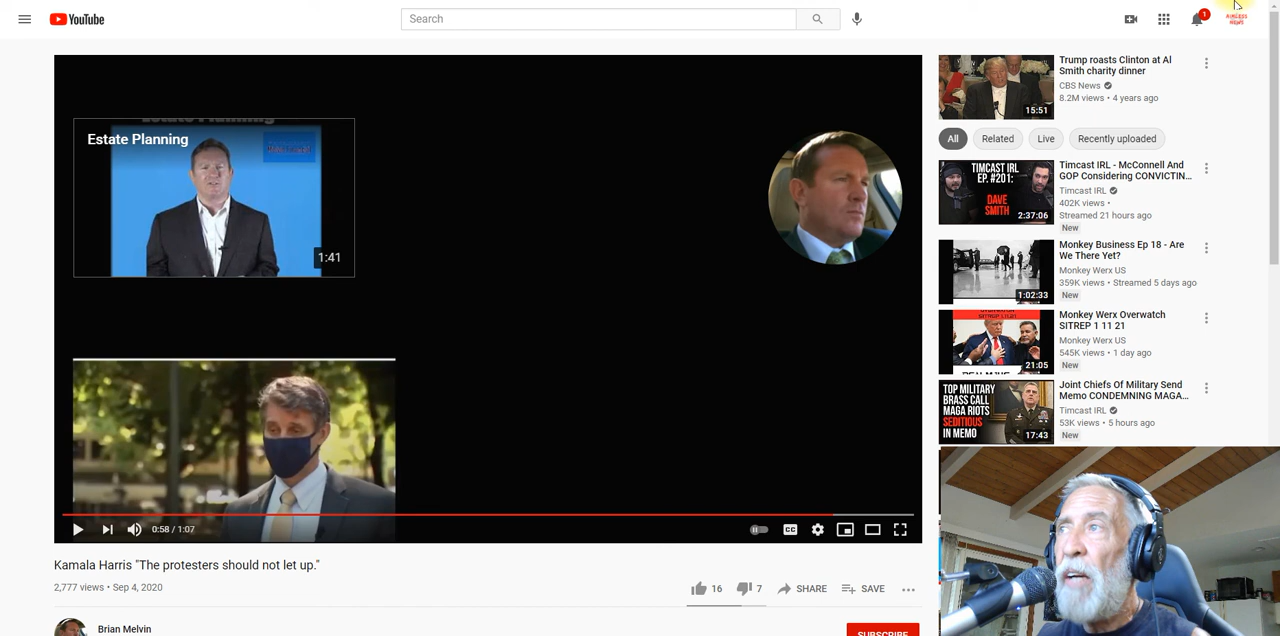 YouTube
Search
1
AIMLESS
NEWS
Estate Planning
1:41
0:58 / 1:07
CC
Kamala Harris "The protesters should not let up."
2,777 views • Sep 4, 2020
16
7
SHARE
SAVE
Brian Melvin
SUBSCRIBE
Trump roasts Clinton at Al
Smith charity dinner
CBS News
8.2M views • 4 years ago
15:51
All
Related
Live
Recently uploaded
TIMCAST IRL
EP. #201:
DAVE
SMITH
2:37:06
Timcast IRL - McConnell And
GOP Considering CONVICTIN...
Timcast IRL
402K views •
Streamed 21 hours ago
New
1:02:33
Monkey Business Ep 18 - Are
We There Yet?
Monkey Werx US
359K views • Streamed 5 days ago
New
21:05
Monkey Werx Overwatch
SITREP 1 11 21
Monkey Werx US
545K views • 1 day ago
New
TOP MILITARY
BRASS CALL
MAGA RIOTS
SEDITIOUS
IN MEMO
17:43
Joint Chiefs Of Military Send
Memo CONDEMNING MAGA...
Timcast IRL
53K views • 5 hours ago
New